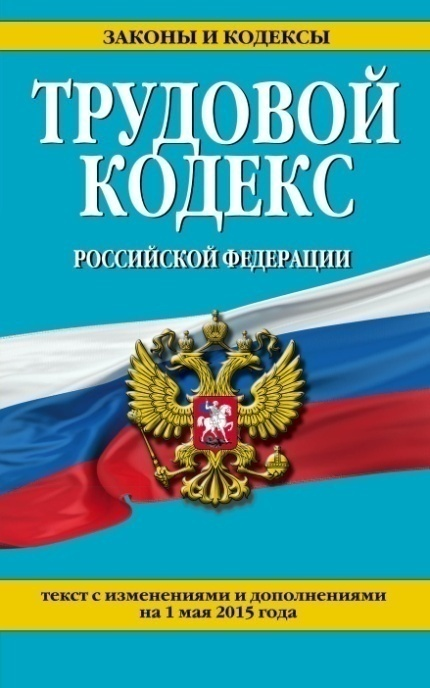 ЗАКОНЫ И КОДЕКСЫ
ТРУДОВОЙ
КОДЕКС
РОССИЙСКОЙ ФЕДЕРАЦИИ
текст с изменениями и дополнениями
на 1 мая 2015 года